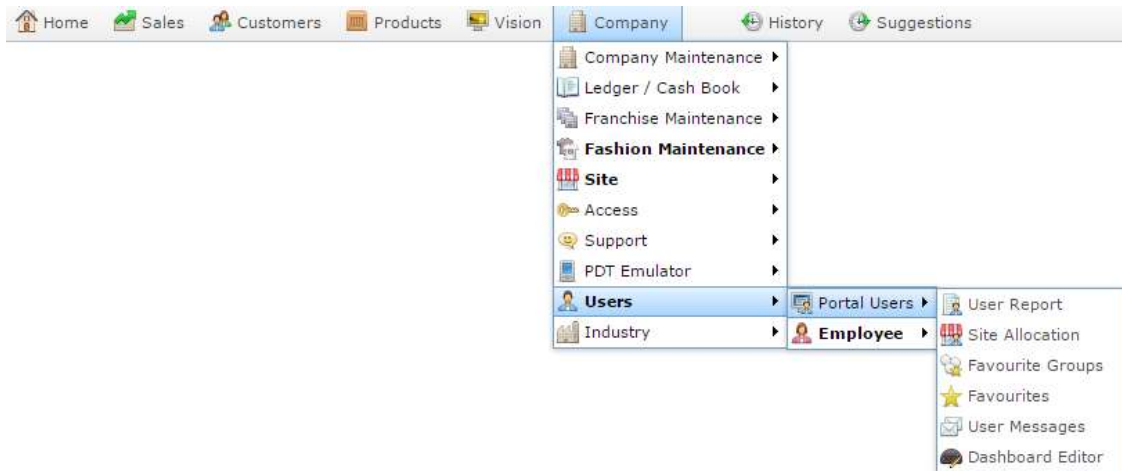 Home Sales Customers Products Vision Company History Suggestions
Company Maintenance
Ledger / Cash Book
Franchise Maintenance
Fashion Maintenance
Site
Access
Support
PDT Emulator
Users
Industry
Portal Users
Employee
User Report
Site Allocation
Favourite Groups
Favourites
User Messages
Dashboard Editor